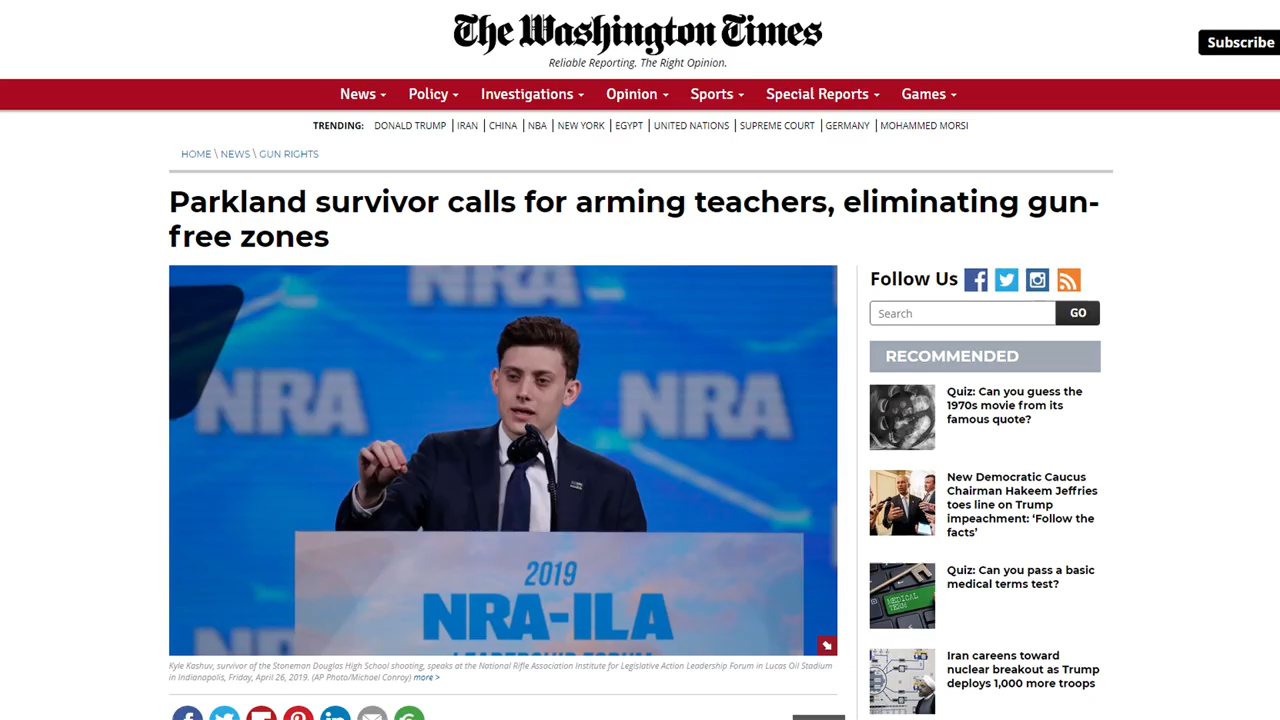 The Washington Times
Reliable Reporting. The Right Opinion.
Subscribe
News
Policy
Investigations
Opinion
Sports
Special Reports
Games
TRENDING: DONALD TRUMP | IRAN | CHINA | NBA | NEW YORK | EGYPT | UNITED NATIONS | SUPREME COURT | GERMANY | MOHAMMED MORSI
HOME \ NEWS \ GUN RIGHTS
Parkland survivor calls for arming teachers, eliminating gun-
free zones
NRA
NRA
NRA
2019
NRA-ILA
LEADERSHIP FORUM
Kyle Kashuv, survivor of the Stoneman Douglas High School shooting, speaks at the National Rifle Association Institute for Legislative Action Leadership Forum in Lucas Oil Stadium
in Indianapolis, Friday, April 26, 2019. (AP Photo/Michael Conroy) more >
Follow Us
Search
GO
RECOMMENDED
Quiz: Can you guess the
1970s movie from its
famous quote?
New Democratic Caucus
Chairman Hakeem Jeffries
toes line on Trump
impeachment: ‘Follow the
facts’
MEDICAL
TERM
Quiz: Can you pass a basic
medical terms test?
Iran careens toward
nuclear breakout as Trump
deploys 1,000 more troops